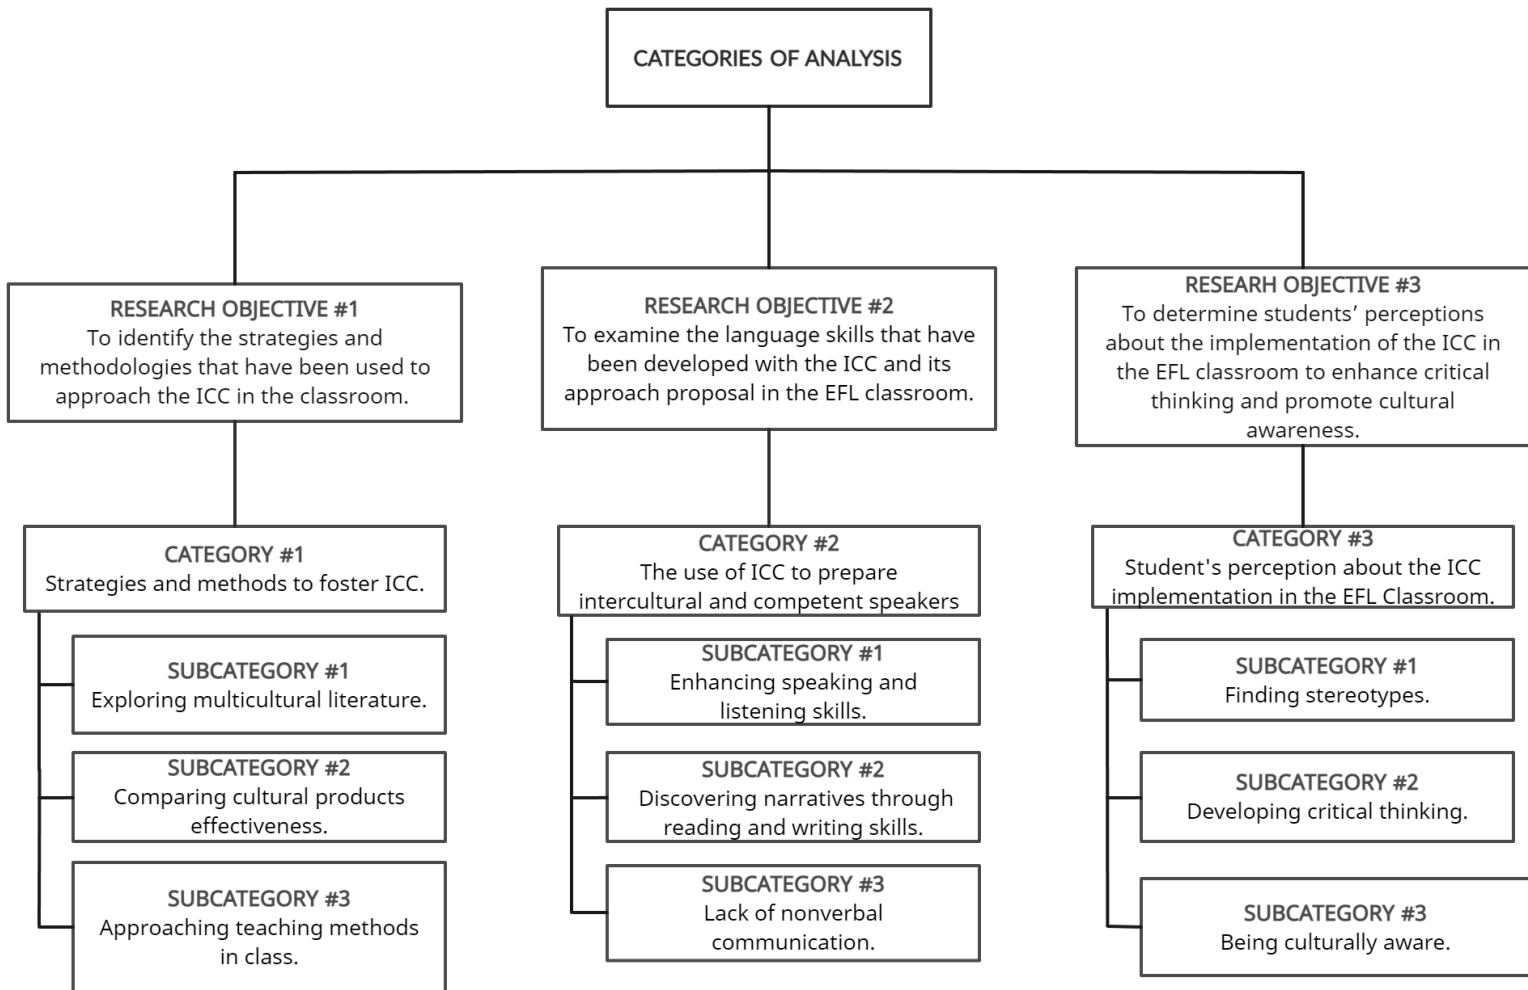 CATEGORIES OF ANALYSIS
RESEARCH OBJECTIVE #1
To identify the strategies and
methodologies that have been used to
approach the ICC in the classroom.
RESEARCH OBJECTIVE #2
To examine the language skills that have
been developed with the ICC and its
approach proposal in the EFL classroom.
RESEARH OBJECTIVE #3
To determine students’ perceptions
about the implementation of the ICC in
the EFL classroom to enhance critical
thinking and promote cultural
awareness.
CATEGORY #1
Strategies and methods to foster ICC.
SUBCATEGORY #1
Exploring multicultural literature.
SUBCATEGORY #2
Comparing cultural products
effectiveness.
SUBCATEGORY #3
Approaching teaching methods
in class.
CATEGORY #2
The use of ICC to prepare
intercultural and competent speakers
SUBCATEGORY #1
Enhancing speaking and
listening skills.
SUBCATEGORY #2
Discovering narratives through
reading and writing skills.
SUBCATEGORY #3
Lack of nonverbal
communication.
CATEGORY #3
Student's perception about the ICC
implementation in the EFL Classroom.
SUBCATEGORY #1
Finding stereotypes.
SUBCATEGORY #2
Developing critical thinking.
SUBCATEGORY #3
Being culturally aware.